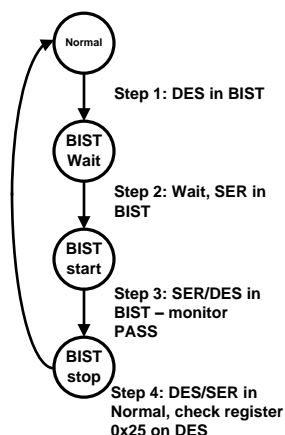 Normal
Step 1: DES in BIST
BIST
Wait
Step 2: Wait, SER in
BIST
BIST
start
Step 3: SER/DES in
BIST – monitor
PASS
BIST
stop
Step 4: DES/SER in
Normal, check register
0x25 on DES